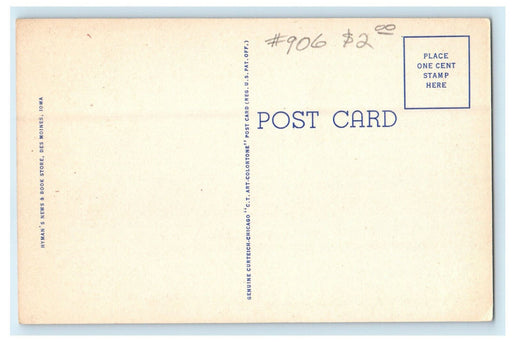 #906 $2.00
PLACE
ONE CENT
STAMP
HERE
POST CARD
HYMAN'S NEWS & BOOK STORE, DES MOINES, IOWA
GENUINE CURTEICH-CHICAGO "C.T. ART-COLORTONE" POST CARD (REG. U.S. PAT. OFF.)